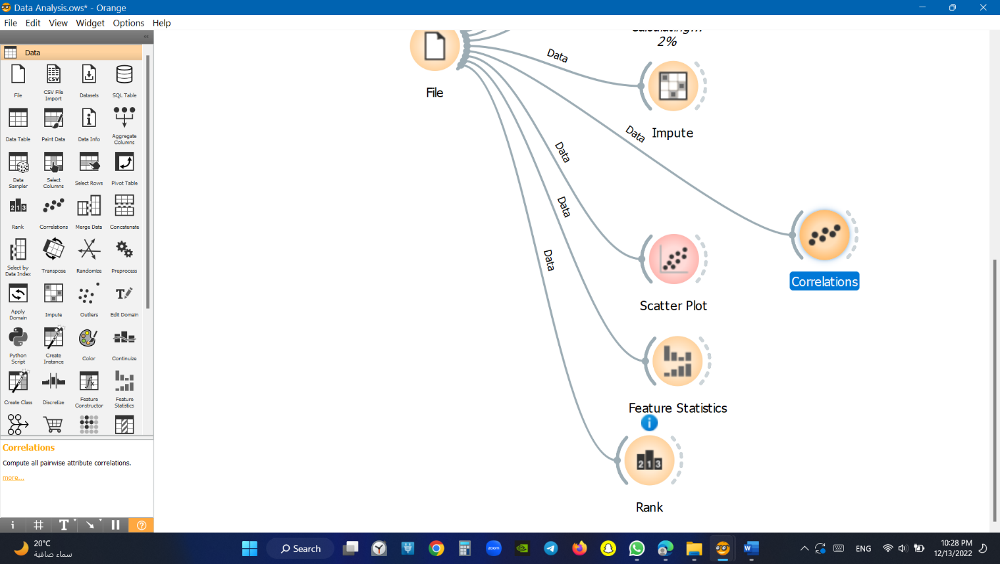 Data Analysis.ows* - Orange
File Edit View Widget Options Help
Data
File
CSV File
Import
Datasets
SQL Table
Data Table
Paint Data
Data Info
Aggregate
Columns
Data
Sampler
Select
Columns
Select Rows
Pivot Table
Rank
Correlations
Merge Data
Concatenate
Select by
Data Index
Transpose
Randomize
Preprocess
Apply
Domain
Impute
Outliers
Edit Domain
Python
Script
Create
Instance
Color
Continuize
Create Class
Discretize
Feature
Constructor
Feature
Statistics
Correlations
Compute all pairwise attribute correlations.
more...
2%
File
Data
Impute
Data
Data
Data
Data
Correlations
Scatter Plot
Feature Statistics
Rank
20°C
سماء صافية
Search
zoom
ENG
10:28 PM
12/13/2022